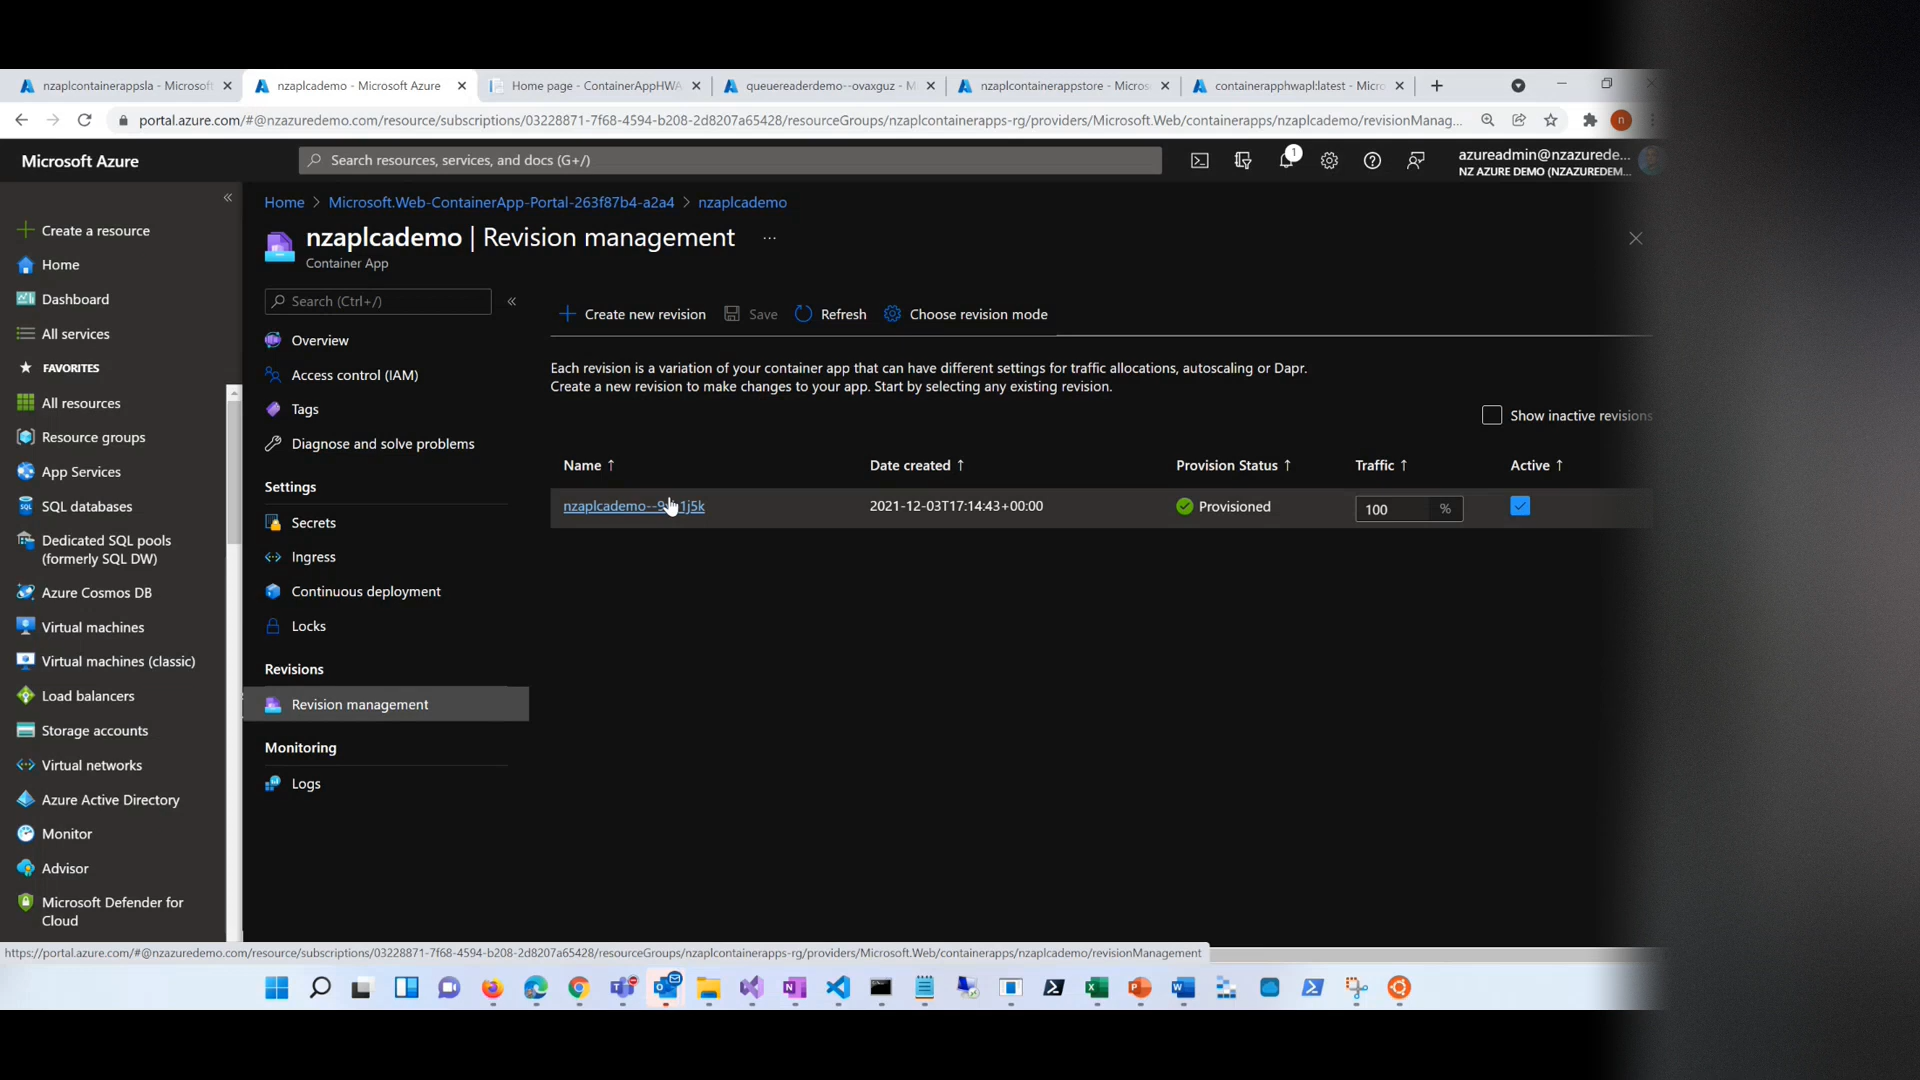 nzaplcontainerappsla - Microsoft
nzaplcademo - Microsoft Azure
Home page - ContainerAppHWA
queuereaderdemo--ovaxguz - M
nzaplcontainerappstore - Micros
containerapphwapl:latest - Micro
portal.azure.com/#@nzazuredemo.com/resource/subscriptions/03228871-7f68-4594-b208-2d8207a65428/resourceGroups/nzaplcontainerapps-rg/providers/Microsoft.Web/containerapps/nzaplcademo/revisionManag...
n
Microsoft Azure
Search resources, services, and docs (G+/)
1
azureadmin@nzazurede...
NZ AZURE DEMO (NZAZUREDEM...
Create a resource
Home
Dashboard
All services
FAVORITES
All resources
Resource groups
App Services
SQL databases
Dedicated SQL pools
(formerly SQL DW)
Azure Cosmos DB
Virtual machines
Virtual machines (classic)
Load balancers
Storage accounts
Virtual networks
Azure Active Directory
Monitor
Advisor
Microsoft Defender for
Cloud
Home > Microsoft.Web-ContainerApp-Portal-263f87b4-a2a4 > nzaplcademo
nzaplcademo | Revision management ...
Container App
Search (Ctrl+/)
Overview
Access control (IAM)
Tags
Diagnose and solve problems
Settings
Secrets
Ingress
Continuous deployment
Locks
Revisions
Revision management
Monitoring
Logs
Create new revision
Save
Refresh
Choose revision mode
Each revision is a variation of your container app that can have different settings for traffic allocations, autoscaling or Dapr.
Create a new revision to make changes to your app. Start by selecting any existing revision.
Show inactive revisions
Name ↑ Date created ↑ Provision Status ↑ Traffic ↑ Active ↑
2021-12-03T17:14:43+00:00 Provisioned 100 %
https://portal.azure.com/#@nzazuredemo.com/resource/subscriptions/03228871-7f68-4594-b208-2d8207a65428/resourceGroups/nzaplcontainerapps-rg/providers/Microsoft.Web/containerapps/nzaplcademo/revisionManagement